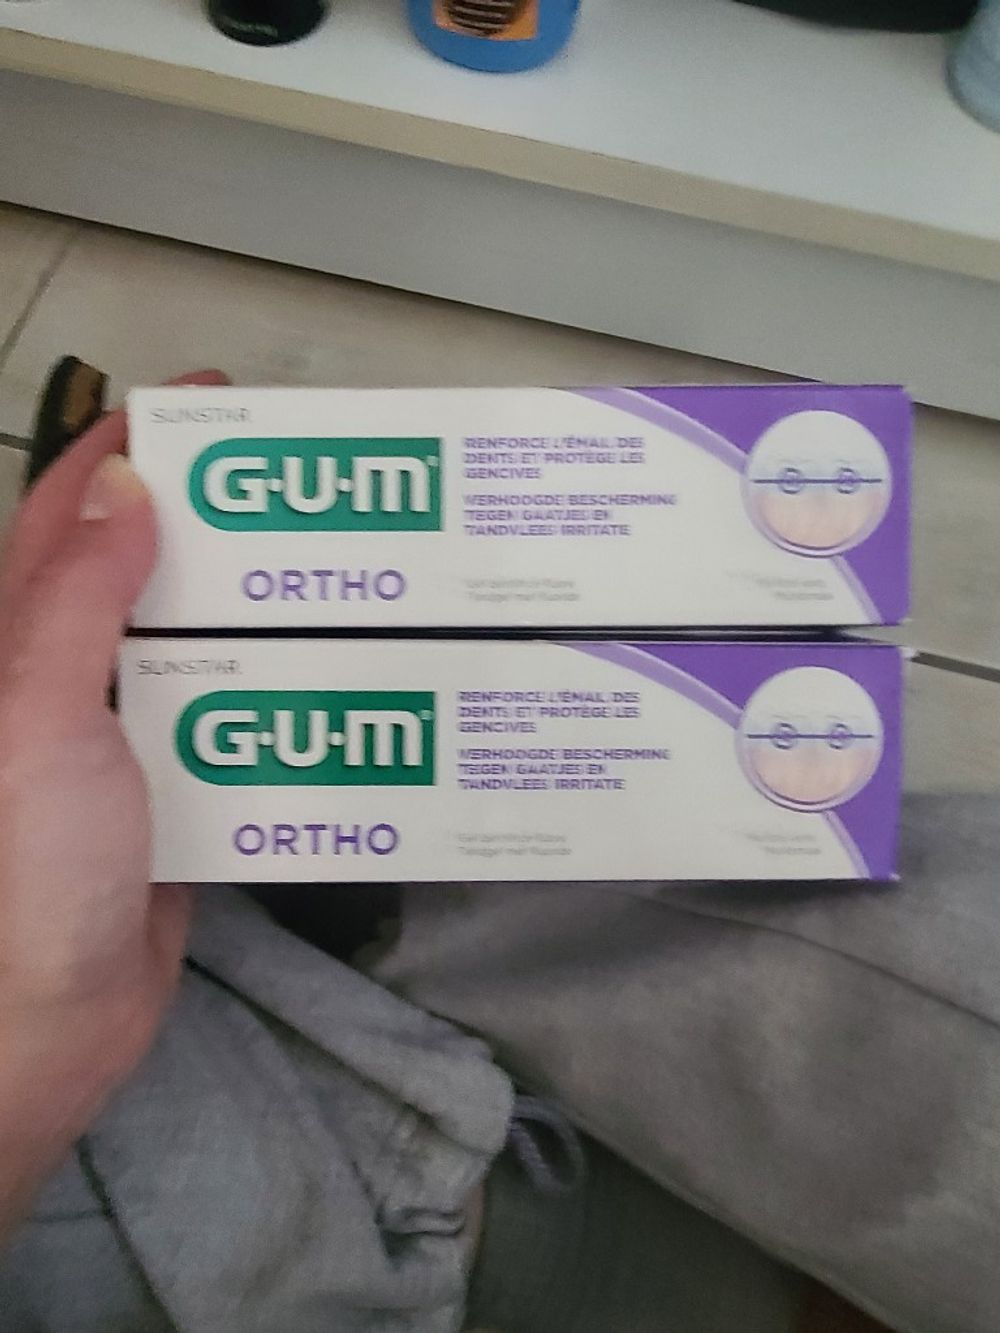 SUNSTAR
G·U·M
RENFORCE L'ÉMAIL DES
DENTS ET PROTÈGE LES
GENCIVES
VERHOOGDE BESCHERMING
TEGEN GAATJES EN
TANDVLEES IRRITATIE
ORTHO
SUNSTAR
G·U·M
RENFORCE L'ÉMAIL DES
DENTS ET PROTÈGE LES
GENCIVES
VERHOOGDE BESCHERMING
TEGEN GAATJES EN
TANDVLEES IRRITATIE
ORTHO